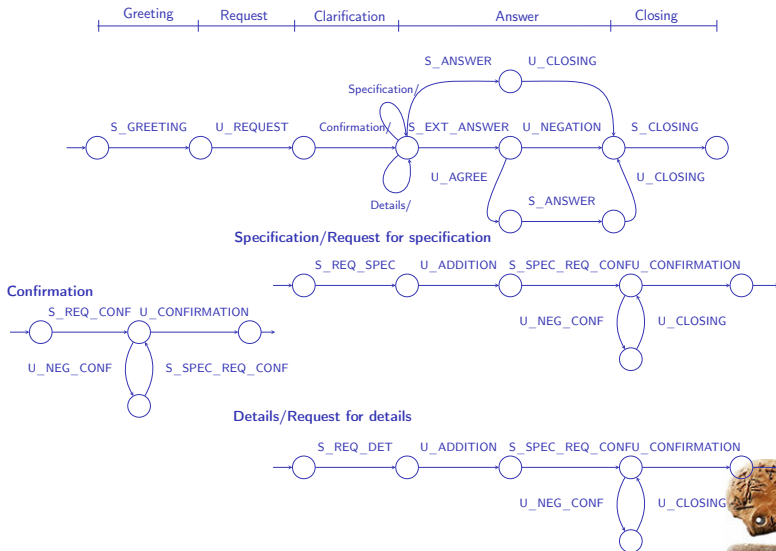 Greeting Request Clarification Answer Closing
S_ANSWER U_CLOSING
Specification/
S_GREETING U_REQUEST Confirmation/ S_EXT_ANSWER U_NEGATION S_CLOSING
U_AGREE U_CLOSING
Details/ S_ANSWER
Specification/Request for specification
S_REQ_SPEC U_ADDITION S_SPEC_REQ_CONF U_CONFIRMATION
Confirmation
S_REQ_CONF U_CONFIRMATION
U_NEG_CONF U_CLOSING
U_NEG_CONF S_SPEC_REQ_CONF
Details/Request for details
S_REQ_DET U_ADDITION S_SPEC_REQ_CONF U_CONFIRMATION
U_NEG_CONF U_CLOSING